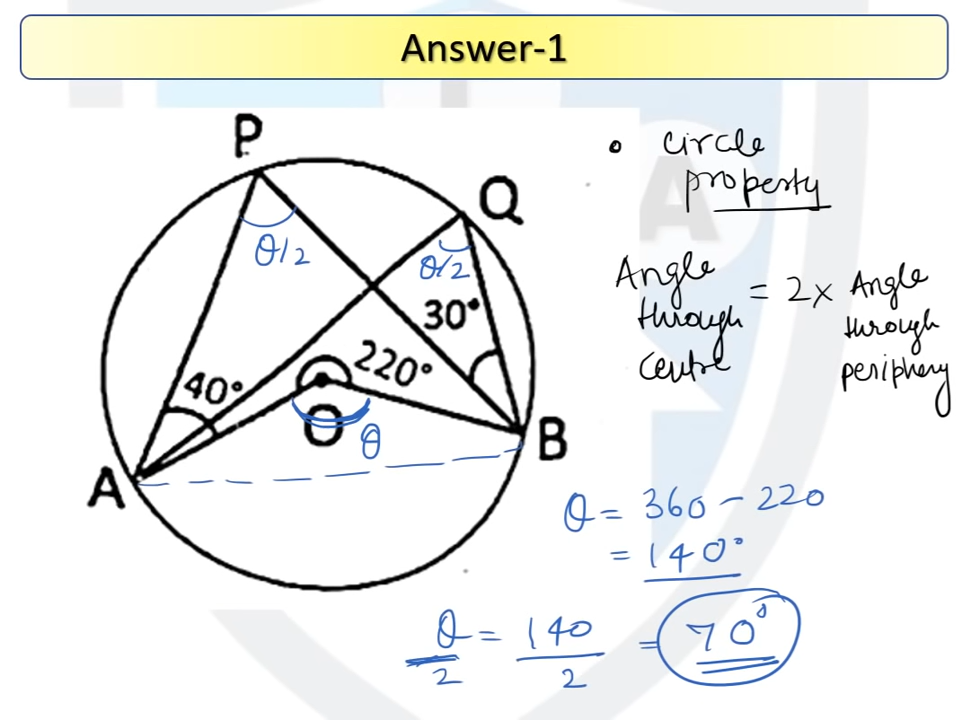 Answer-1
P
Q
• Circle
property
θ/2
θ/2
Angle
through
Centre
= 2x
Angle
through
periphery
30°
220°
40°
O
θ
B
A
θ = 360 - 220
= 140°
θ/2 = 140/2 = 70°